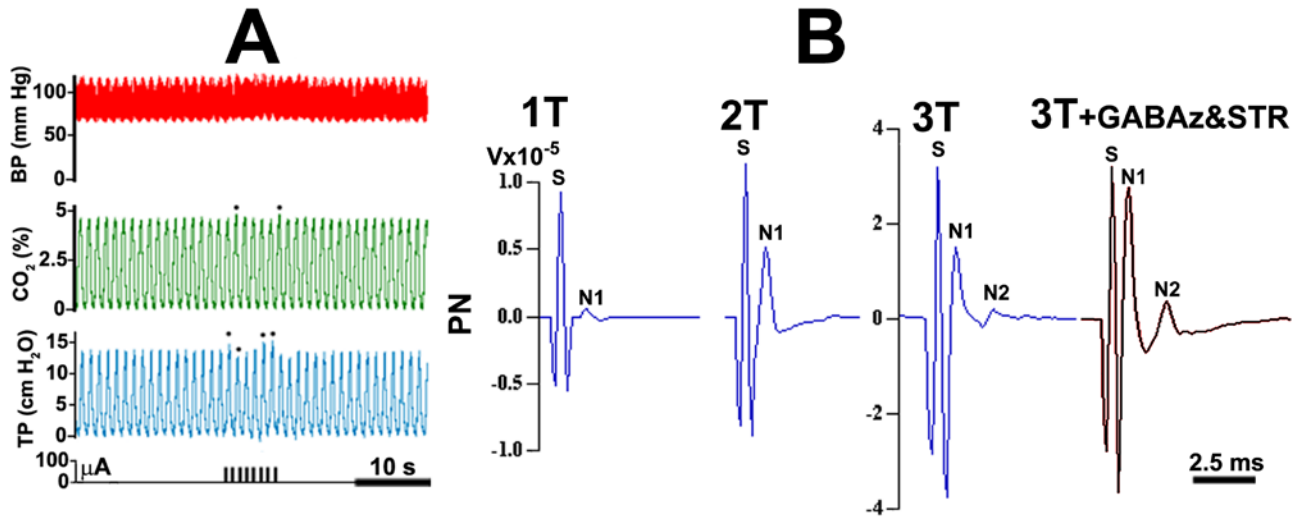 A
BP (mm Hg)
100
50
0
CO2 (%)
5
2.5
0
TP (cm H2O)
15
10
5
0
100
0
µA
10 s
B
1T
2T
3T
3T+GABAz&STR
Vx10-5
PN
1.0
0.5
0.0
-0.5
-1.0
S
N1
S
N1
4
2
0
-2
-4
S
N1
N2
S
N1
N2
2.5 ms